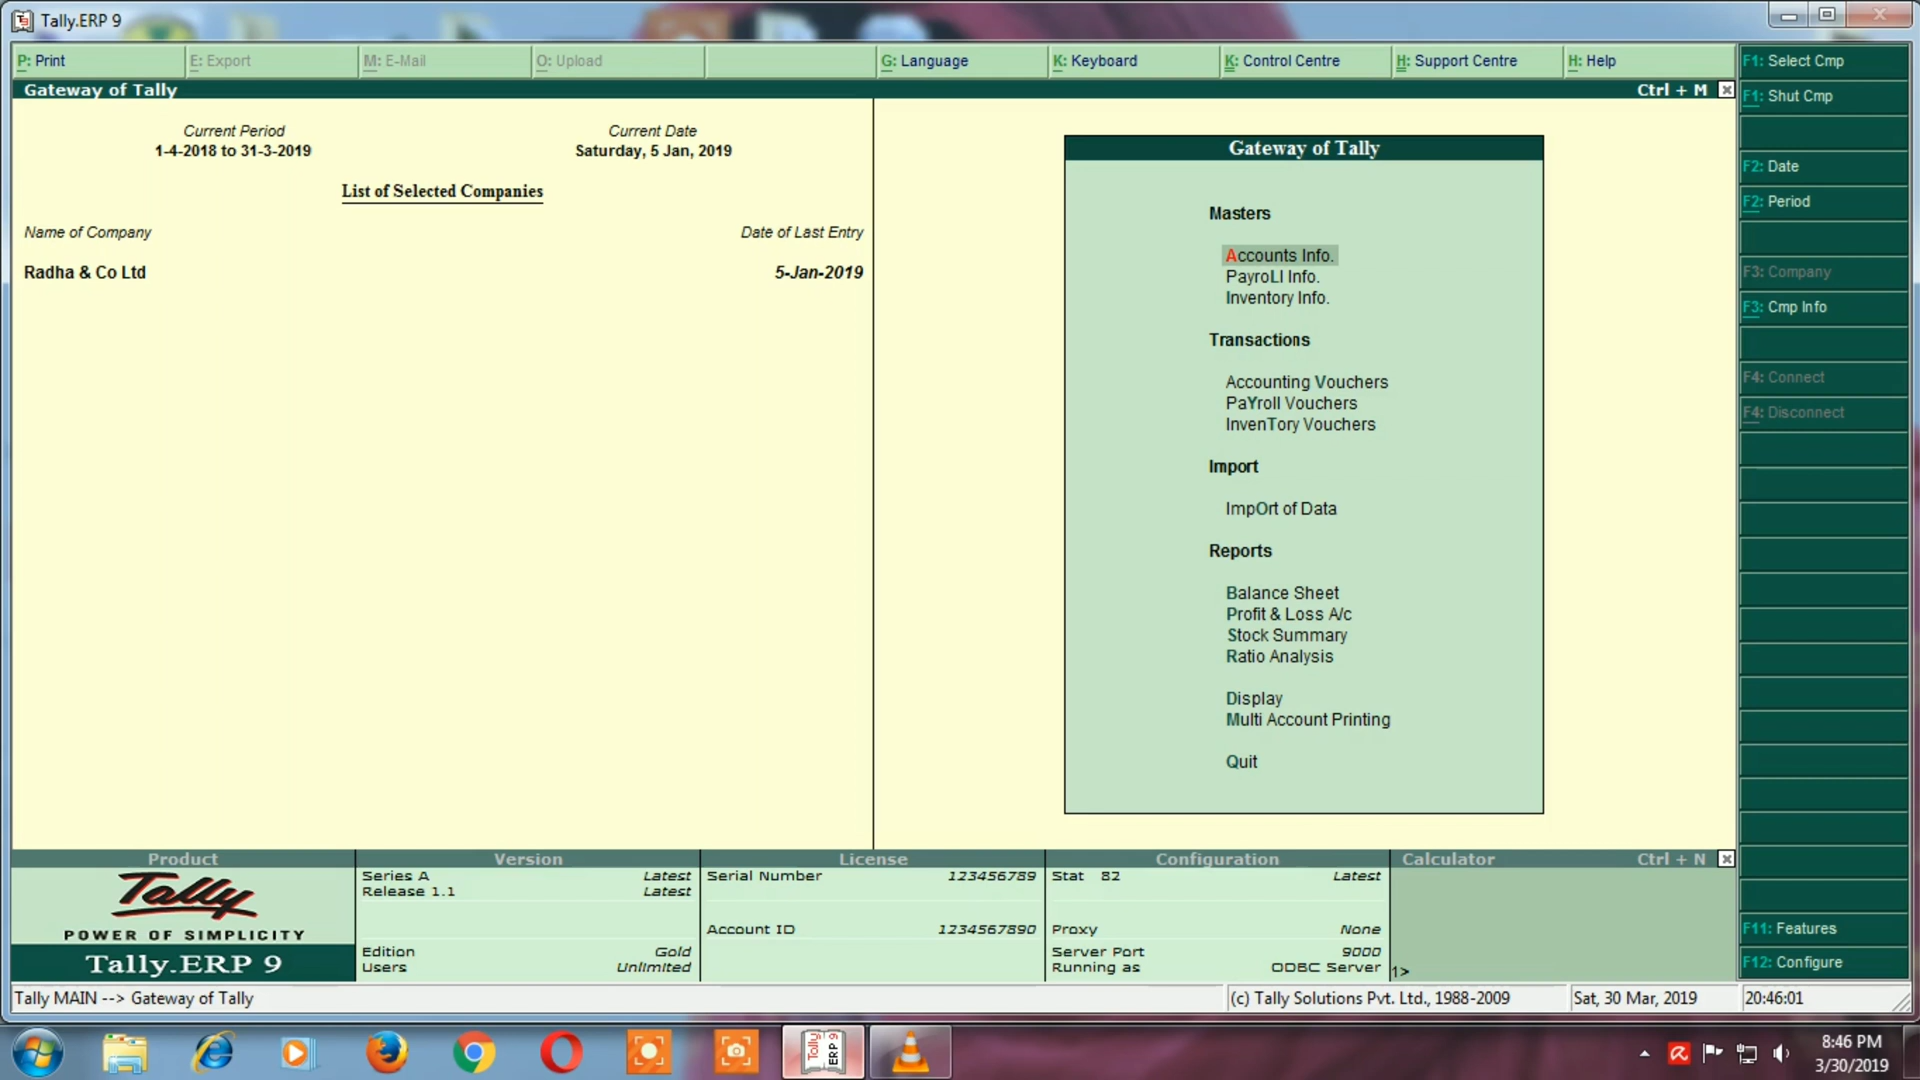 Tally.ERP 9
P: Print
E: Export
M: E-Mail
O: Upload
G: Language
K: Keyboard
K: Control Centre
H: Support Centre
H: Help
Gateway of Tally
Ctrl + M
Current Period
1-4-2018 to 31-3-2019
Current Date
Saturday, 5 Jan, 2019
List of Selected Companies
Name of Company
Date of Last Entry
Radha & Co Ltd
5-Jan-2019
Gateway of Tally
Masters
Accounts Info.
PayroLl Info.
Inventory Info.
Transactions
Accounting Vouchers
PaYroll Vouchers
InvenTory Vouchers
Import
ImpOrt of Data
Reports
Balance Sheet
Profit & Loss A/c
Stock Summary
Ratio Analysis
Display
Multi Account Printing
Quit
F1: Select Cmp
F1: Shut Cmp
F2: Date
F2: Period
F3: Company
F3: Cmp Info
F4: Connect
F4: Disconnect
F11: Features
F12: Configure
Product
Tally
POWER OF SIMPLICITY
Tally.ERP 9
Version
Series A Latest
Release 1.1 Latest
Edition Gold
Users Unlimited
License
Serial Number 123456789
Account ID 1234567890
Configuration
Stat 82 Latest
Proxy None
Server Port 9000
Running as ODBC Server
Calculator
Ctrl + N
1>
Tally MAIN --> Gateway of Tally
(c) Tally Solutions Pvt. Ltd., 1988-2009
Sat, 30 Mar, 2019
20:46:01
Tally
ERP 9
8:46 PM
3/30/2019